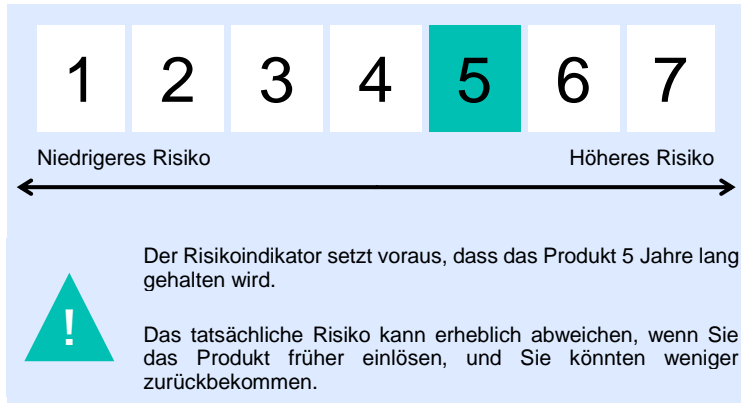 1 2 3 4 5 6 7
Niedrigeres Risiko Höheres Risiko
Der Risikoindikator setzt voraus, dass das Produkt 5 Jahre lang
gehalten wird.
!
Das tatsächliche Risiko kann erheblich abweichen, wenn Sie
das Produkt früher einlösen, und Sie könnten weniger
zurückbekommen.